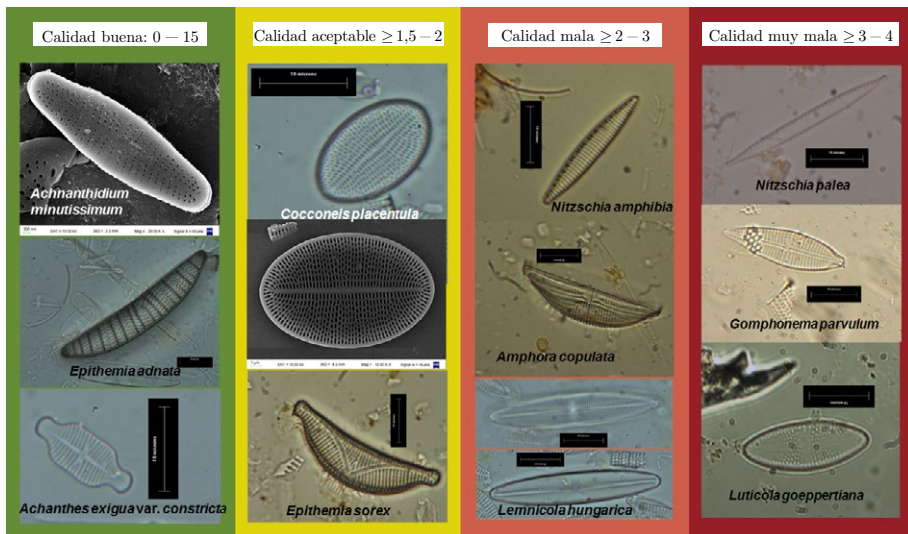 Calidad buena: 0 – 15
Achnanthidium
minutissimum
Epithemia adnata
10 microns
Achanthes exigua var. constricta
Calidad aceptable ≥ 1,5 – 2
10 microns
Cocconeis placentula
Epithemia sorex
Calidad mala ≥ 2 – 3
Nitzschia amphibia
Amphora copulata
Lemnicola hungarica
Calidad muy mala ≥ 3 – 4
Nitzschia palea
Gomphonema parvulum
Luticola goeppertiana